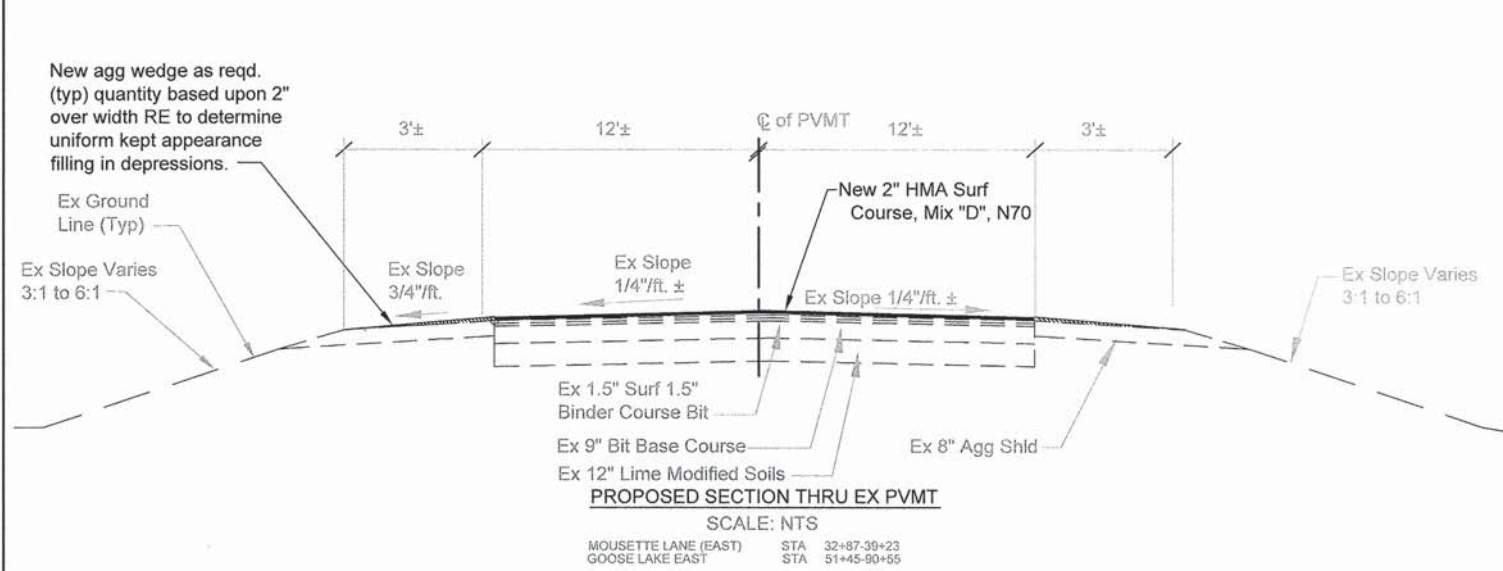 New agg wedge as reqd.
(typ) quantity based upon 2"
over width RE to determine
uniform kept appearance
filling in depressions.
3'±
12'±
℄ of PVMT
12'±
3'±
Ex Ground
Line (Typ)
New 2" HMA Surf
Course, Mix "D", N70
Ex Slope Varies
3:1 to 6:1
Ex Slope
3/4"/ft.
Ex Slope
1/4"/ft. ±
Ex Slope 1/4"/ft. ±
Ex Slope Varies
3:1 to 6:1
Ex 1.5" Surf 1.5"
Binder Course Bit
Ex 9" Bit Base Course
Ex 8" Agg Shld
Ex 12" Lime Modified Soils
PROPOSED SECTION THRU EX PVMT
SCALE: NTS
MOUSETTE LANE (EAST) STA 32+87-39+23
GOOSE LAKE EAST STA 51+45-90+55